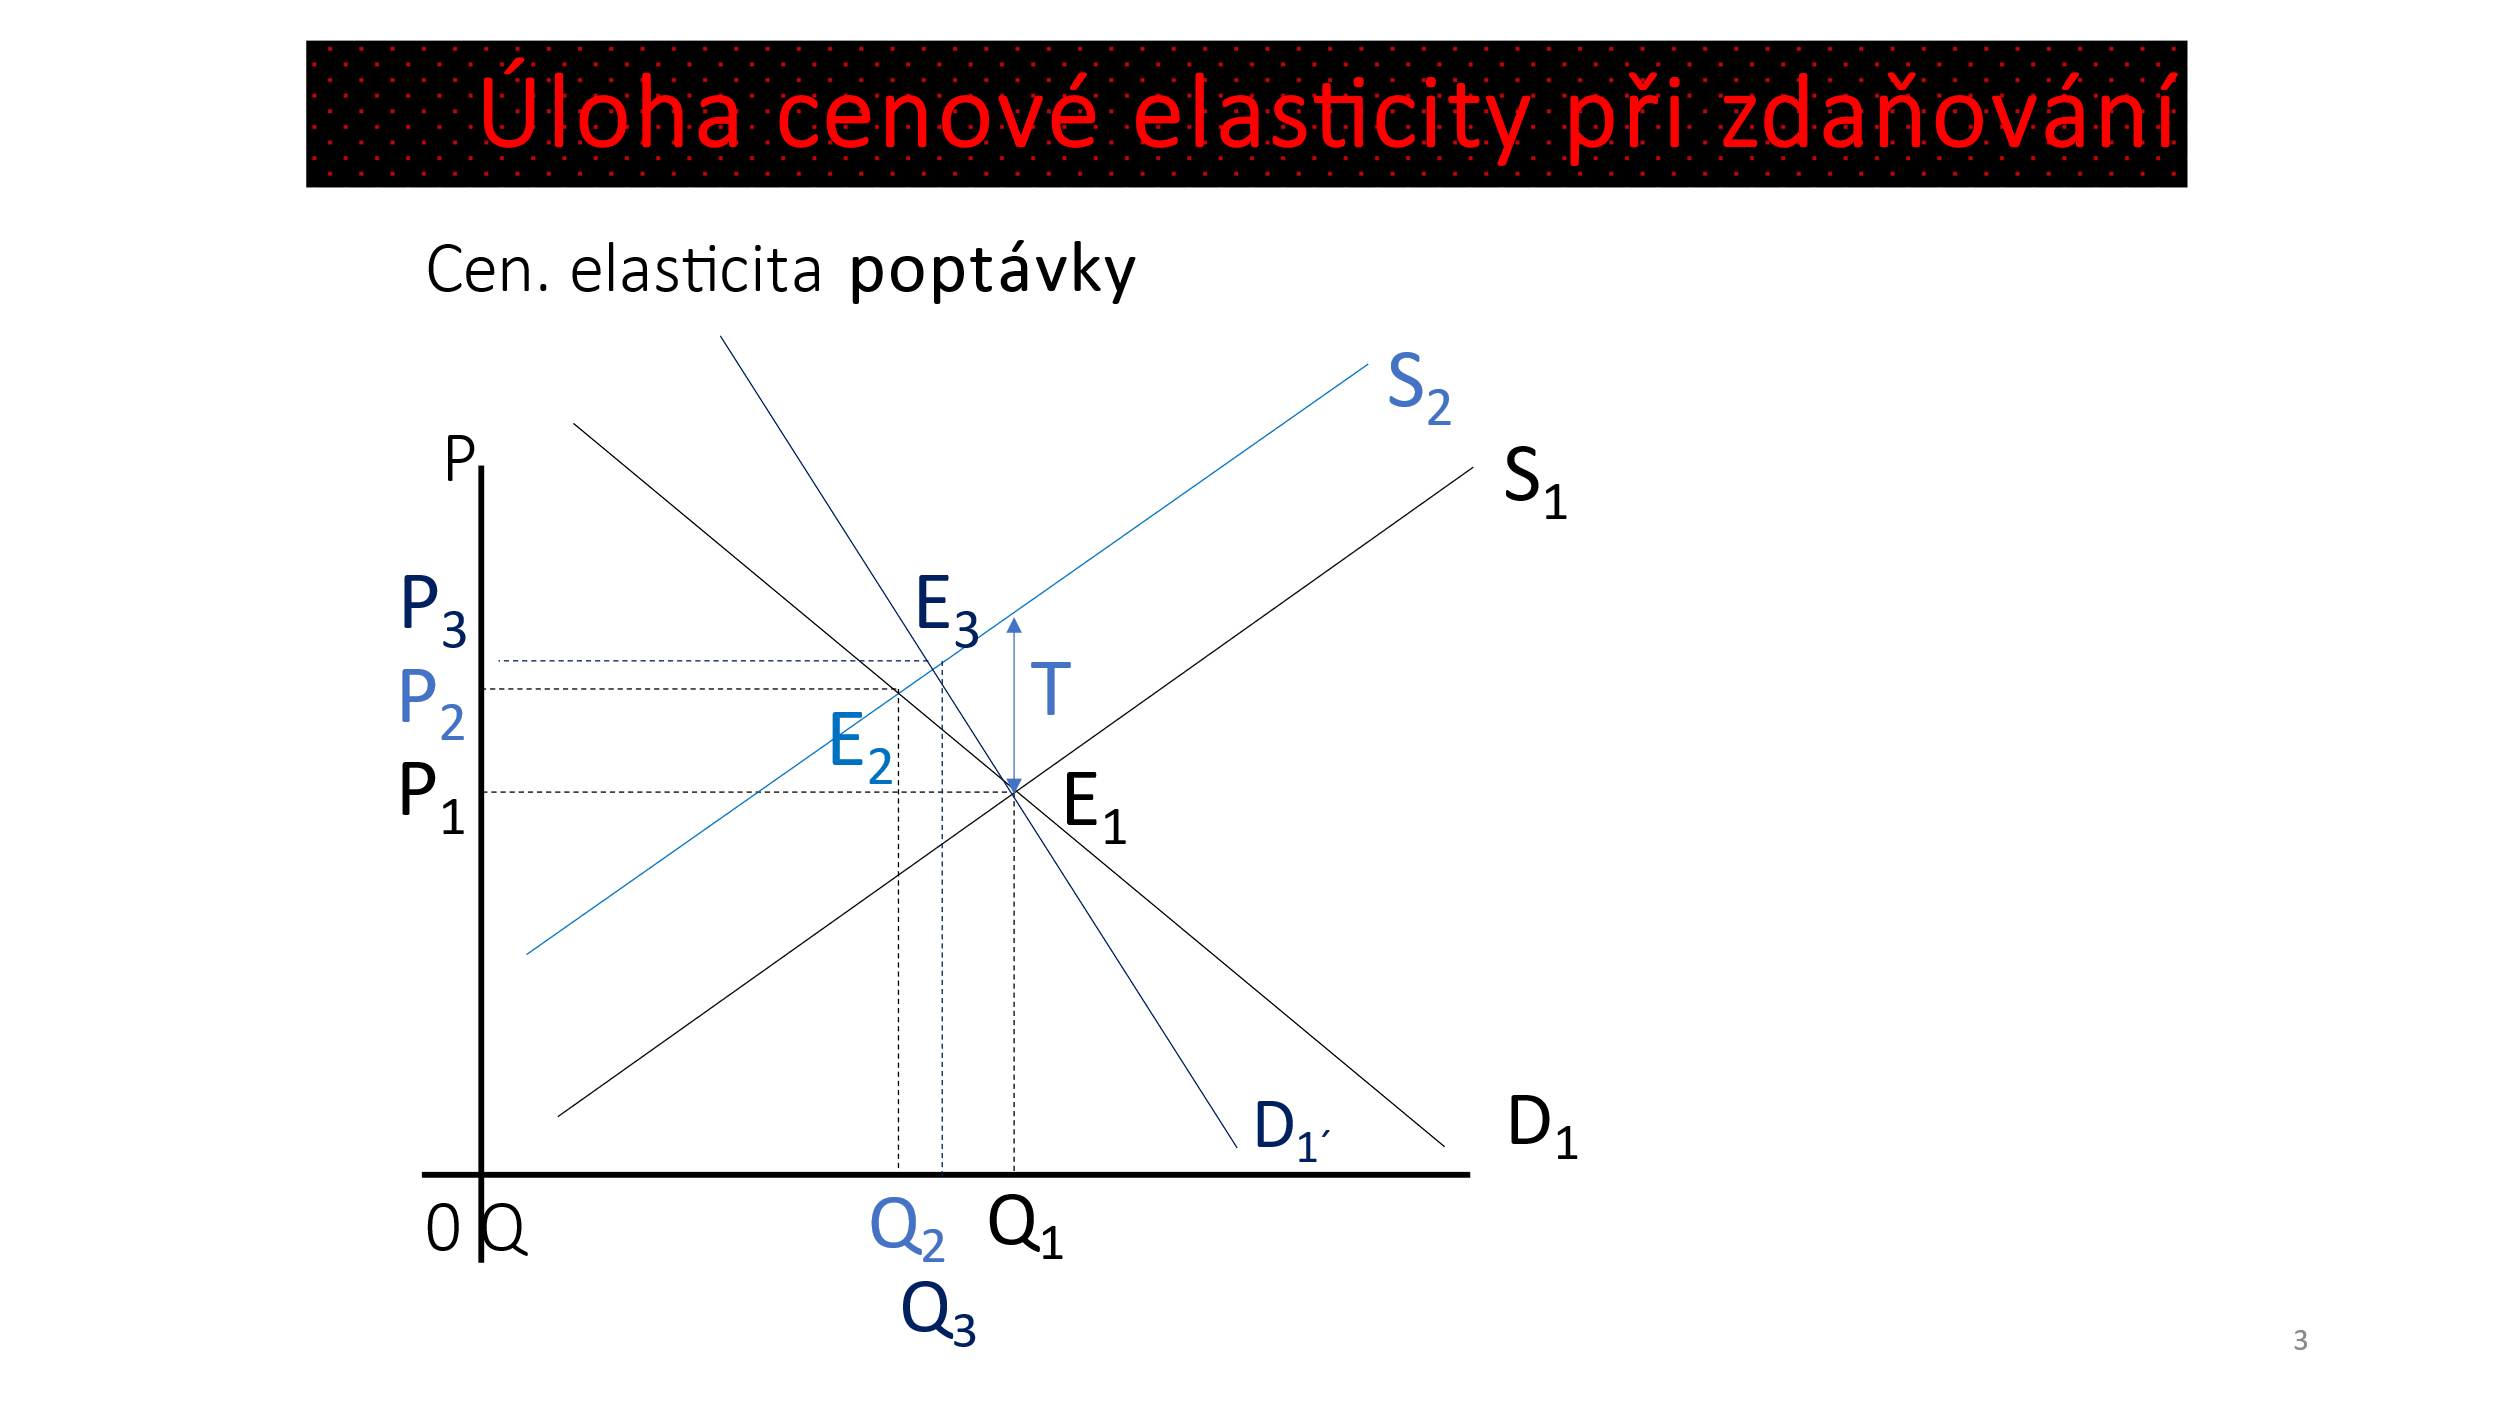 Úloha cenové elasticity při zdaňování
Cen. elasticita poptávky
S2
P
S1
P3
E3
P2
T
E2
P1
E1
D1´
D1
0 Q
Q2
Q1
Q3
3